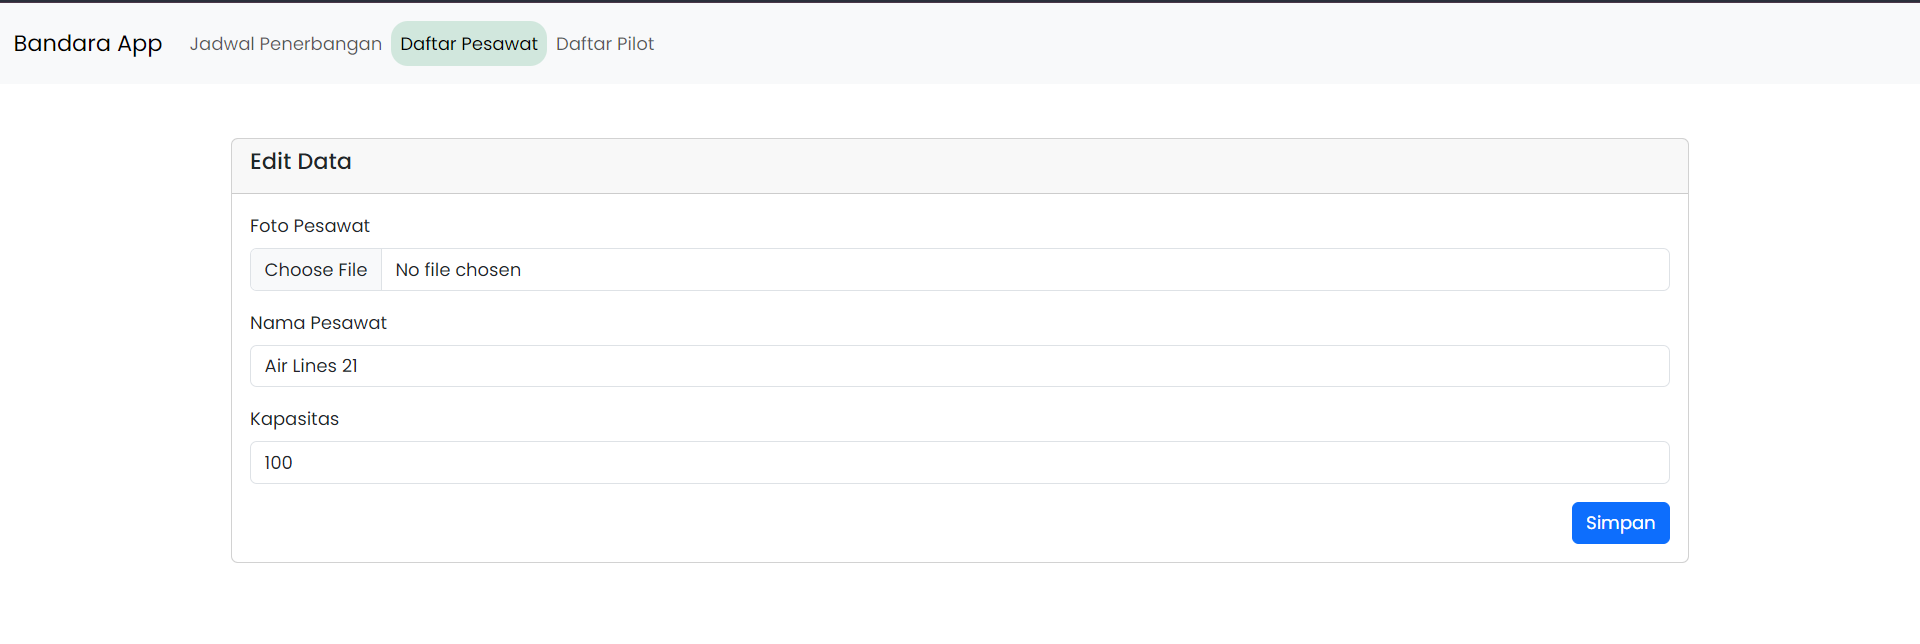 Bandara App Jadwal Penerbangan Daftar Pesawat Daftar Pilot
Edit Data
Foto Pesawat
Choose File No file chosen
Nama Pesawat
Air Lines 21
Kapasitas
100
Simpan